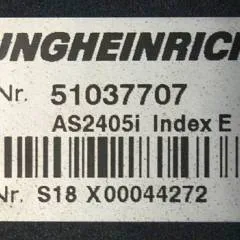 UNGHEINRICH
Nr. 51037707
AS2405i Index E
Nr. S18 X00044272